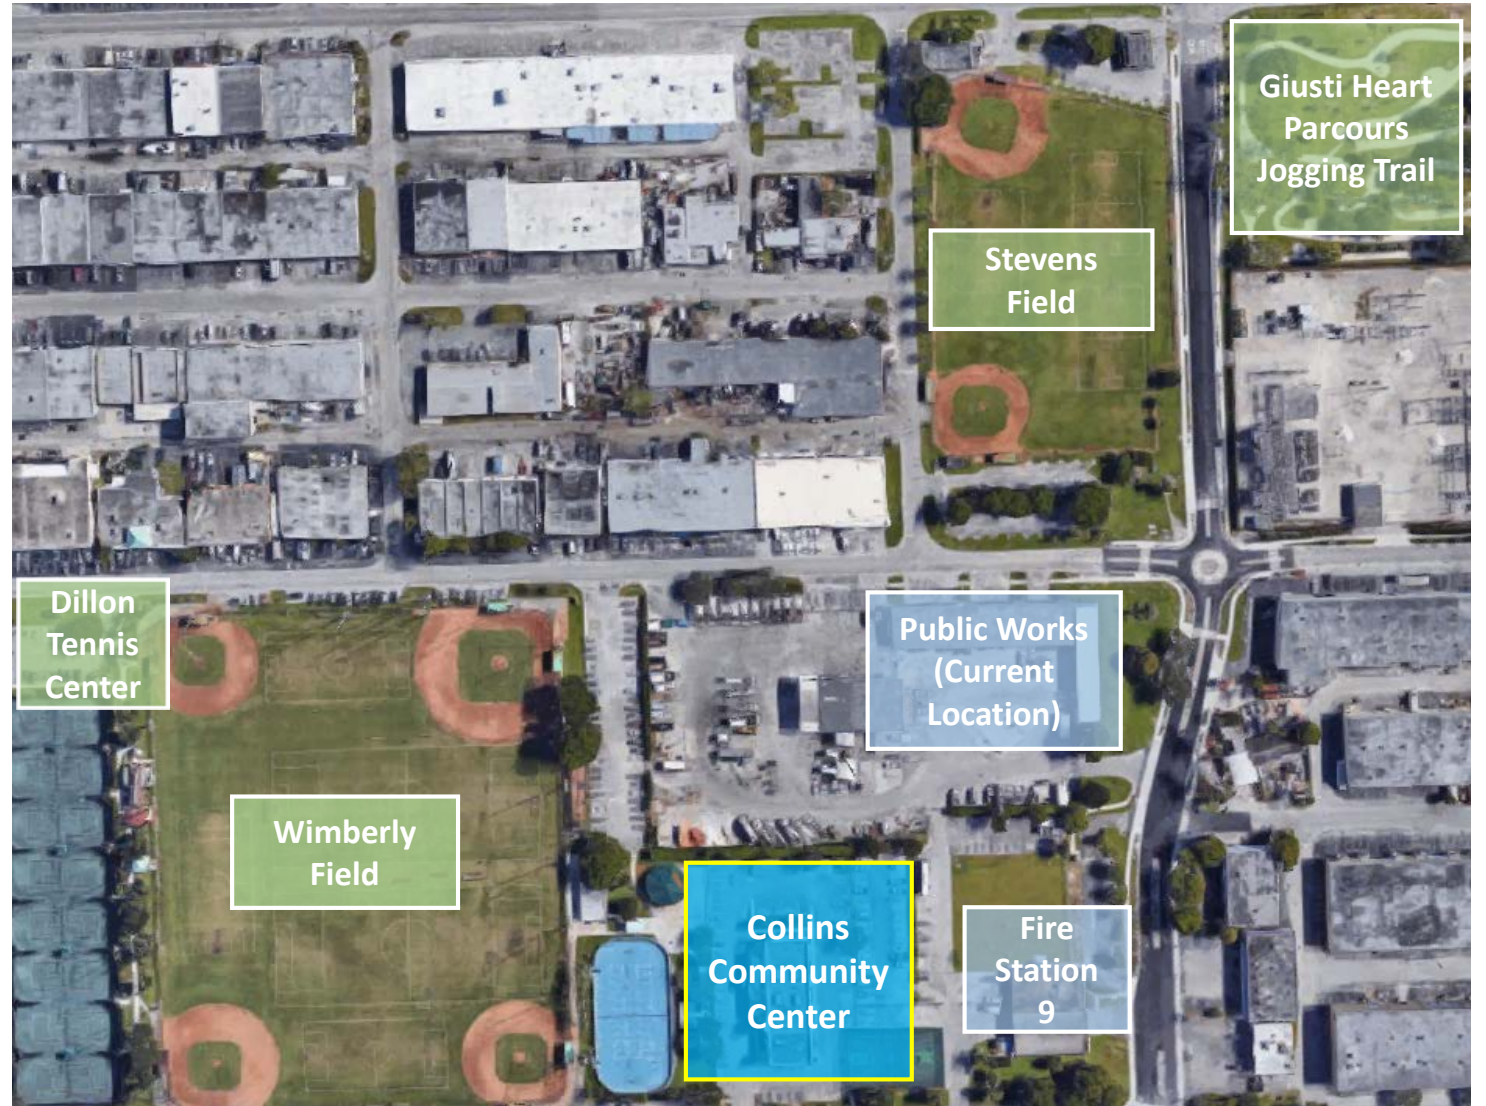 Giusti Heart
Parcours
Jogging Trail
Stevens
Field
Dillon
Tennis
Center
Public Works
(Current
Location)
Wimberly
Field
Collins
Community
Center
Fire
Station
9